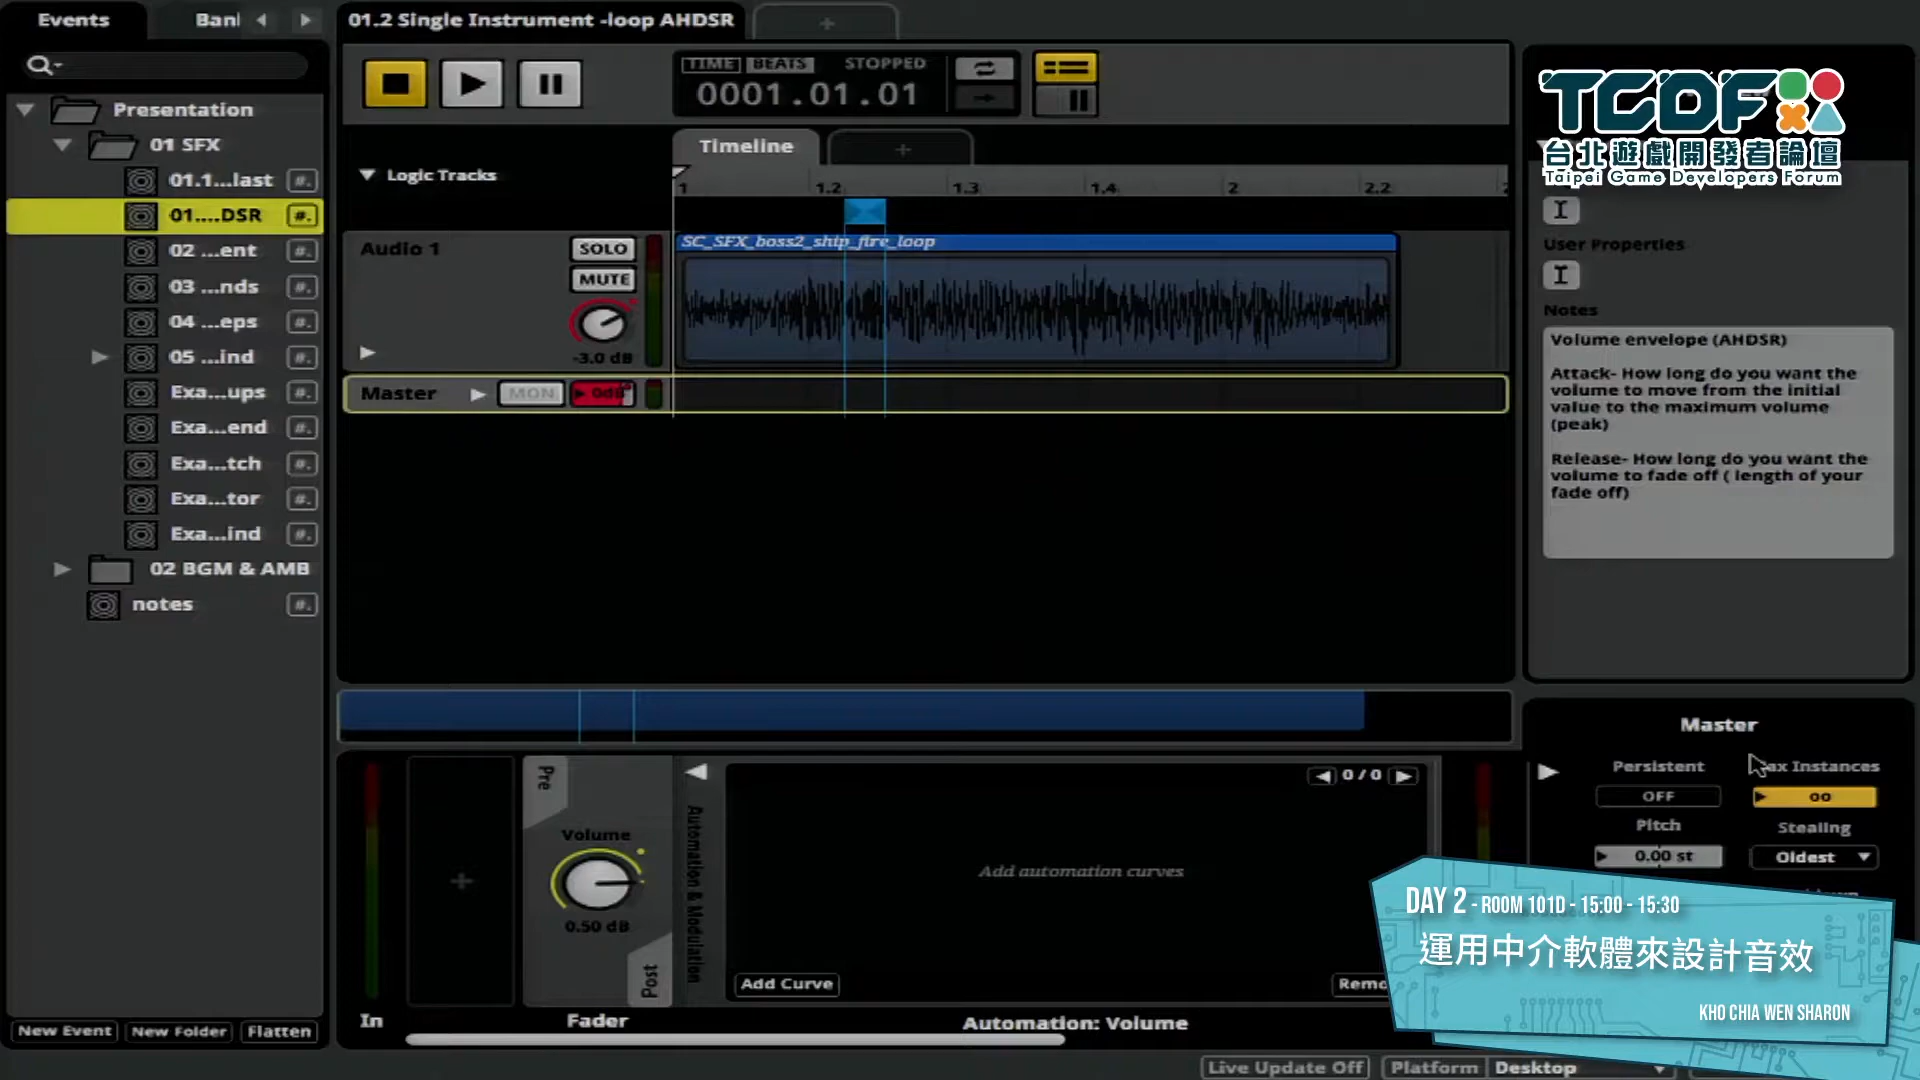 Events
Bank
01.2 Single Instrument -loop AHDSR
TIME BEATS STOPPED
0001.01.01
Presentation
01 SFX
01.1...last
01....DSR
02 ...ent
03 ...nds
04 ...eps
05 ...ind
Exa...ups
Exa...end
Exa...tch
Exa...tor
Exa...ind
02 BGM & AMB
notes
New Event
New Folder
Flatten
Timeline
Logic Tracks
1 1.2 1.3 1.4 2 2.2
Audio 1
SOLO
MUTE
-3.0 dB
SC_SFX_boss2_ship_fire_loop
Master
MON
0dB
TGDF
台北遊戲開發者論壇
Taipei Game Developers Forum
User Properties
Notes
Volume envelope (AHDSR)
Attack- How long do you want the
volume to move from the initial
value to the maximum volume
(peak)
Release- How long do you want the
volume to fade off ( length of your
fade off)
Pre
Volume
0.50 dB
Post
In
Fader
Automation & Modulation
0 / 0
Add automation curves
Add Curve
Remo
Automation: Volume
Master
Persistent
OFF
Pitch
0.00 st
Max Instances
oo
Stealing
Oldest
DAY 2 - ROOM 101D - 15:00 - 15:30
運用中介軟體來設計音效
KHO CHIA WEN SHARON
Live Update Off
Platform
Desktop